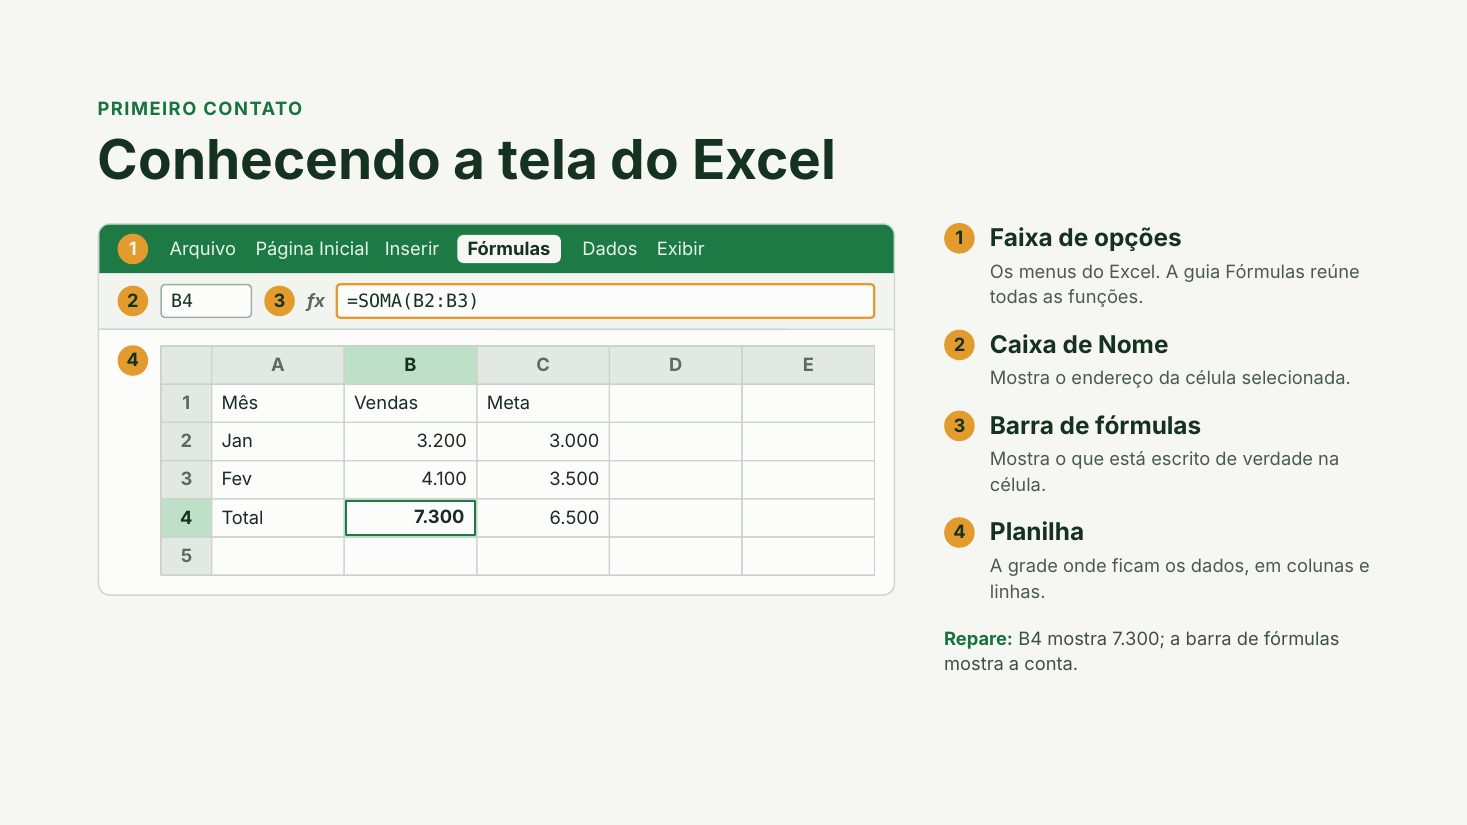 PRIMEIRO CONTATO
Conhecendo a tela do Excel
1 Arquivo Página Inicial Inserir Fórmulas Dados Exibir
2 B4 3 fx =SOMA(B2:B3)
4 A B C D E
1 Mês Vendas Meta
2 Jan 3.200 3.000
3 Fev 4.100 3.500
4 Total 7.300 6.500
5
1 Faixa de opções
Os menus do Excel. A guia Fórmulas reúne
todas as funções.
2 Caixa de Nome
Mostra o endereço da célula selecionada.
3 Barra de fórmulas
Mostra o que está escrito de verdade na
célula.
4 Planilha
A grade onde ficam os dados, em colunas e
linhas.
Repare: B4 mostra 7.300; a barra de fórmulas
mostra a conta.